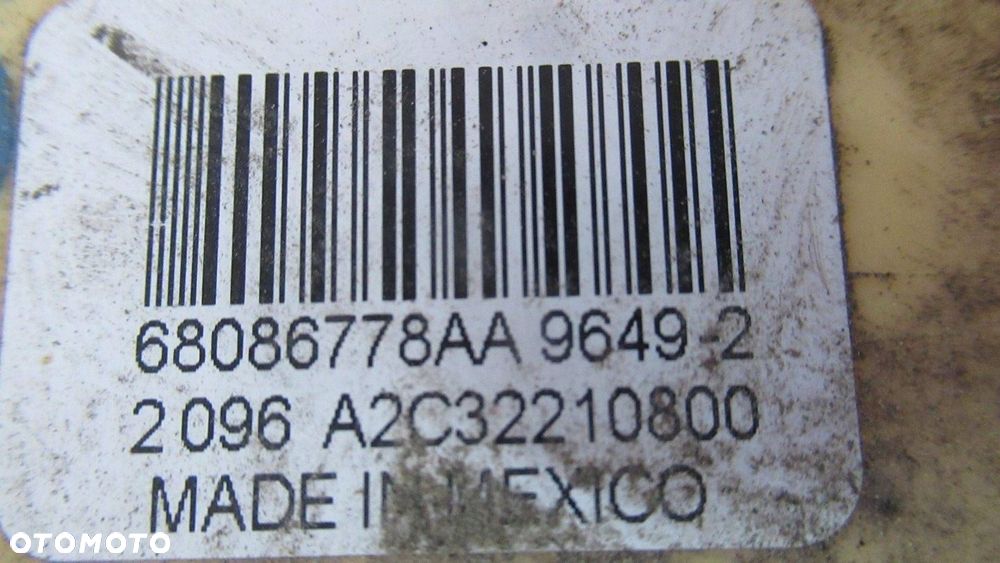 68086778AA 9649-2
2 096 A2C32210800
MADE IN MEXICO
OTOMOTO